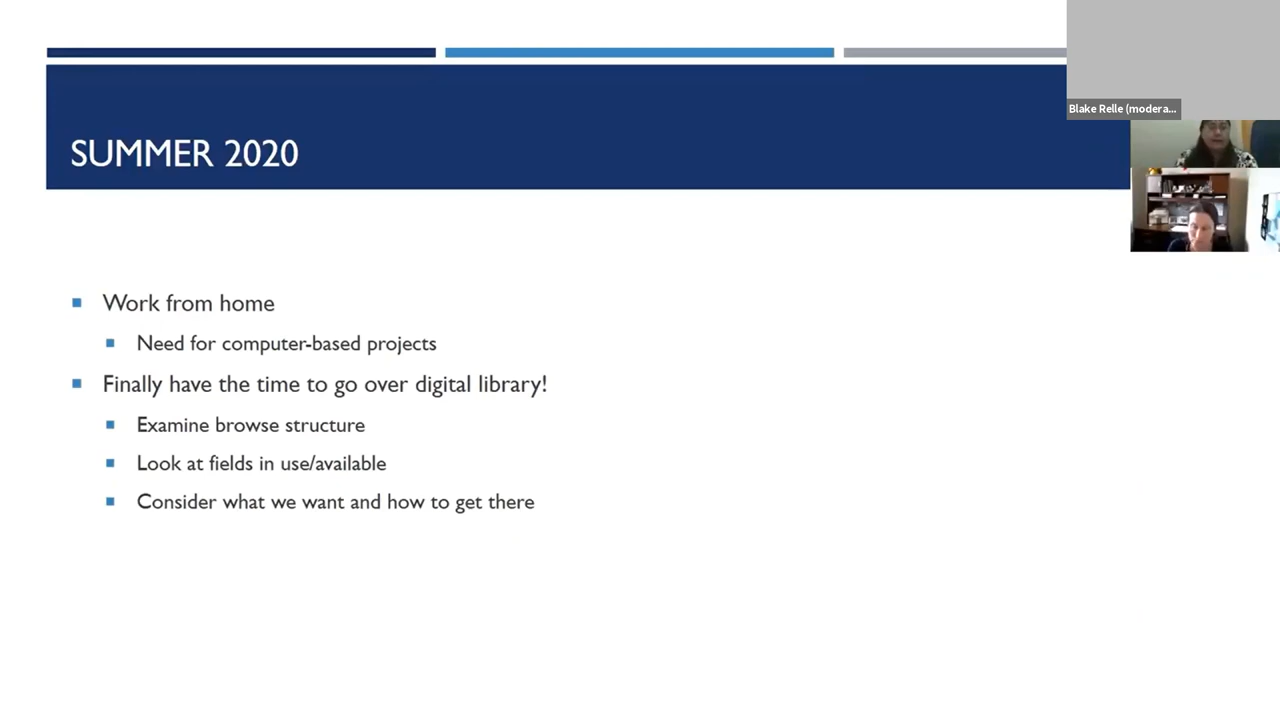 Blake Relle (modera...
SUMMER 2020
Work from home
Need for computer-based projects
Finally have the time to go over digital library!
Examine browse structure
Look at fields in use/available
Consider what we want and how to get there